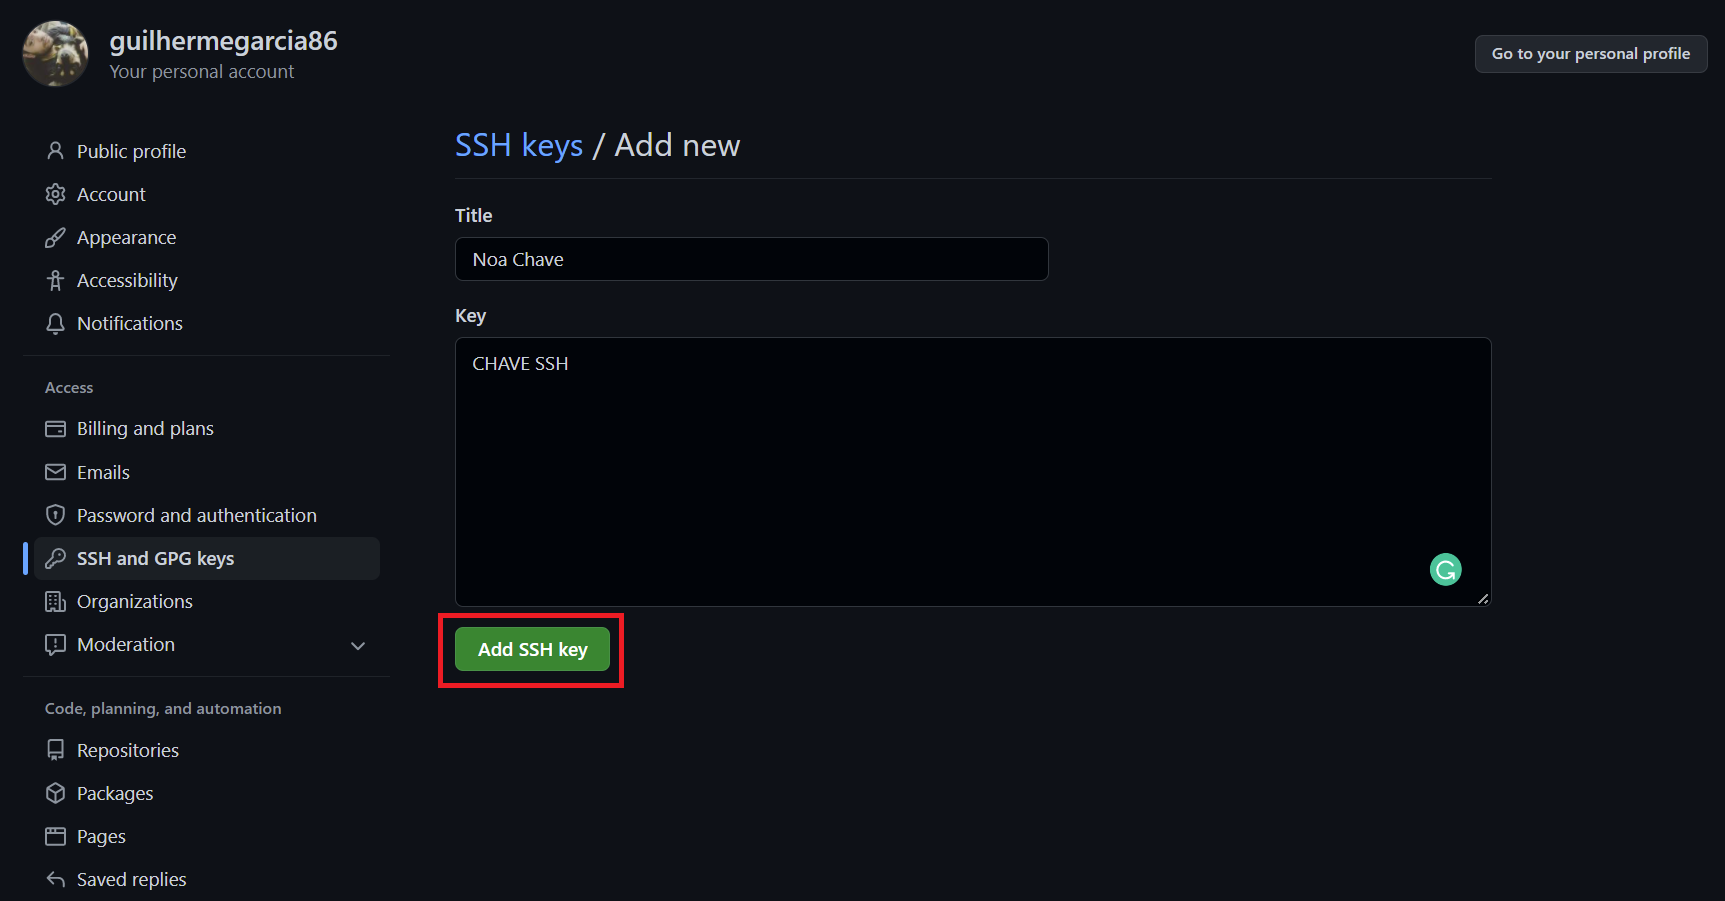 guilhermegarcia86
Your personal account
Go to your personal profile
Public profile
Account
Appearance
Accessibility
Notifications
Access
Billing and plans
Emails
Password and authentication
SSH and GPG keys
Organizations
Moderation
Code, planning, and automation
Repositories
Packages
Pages
Saved replies
SSH keys / Add new
Title
Noa Chave
Key
CHAVE SSH
Add SSH key